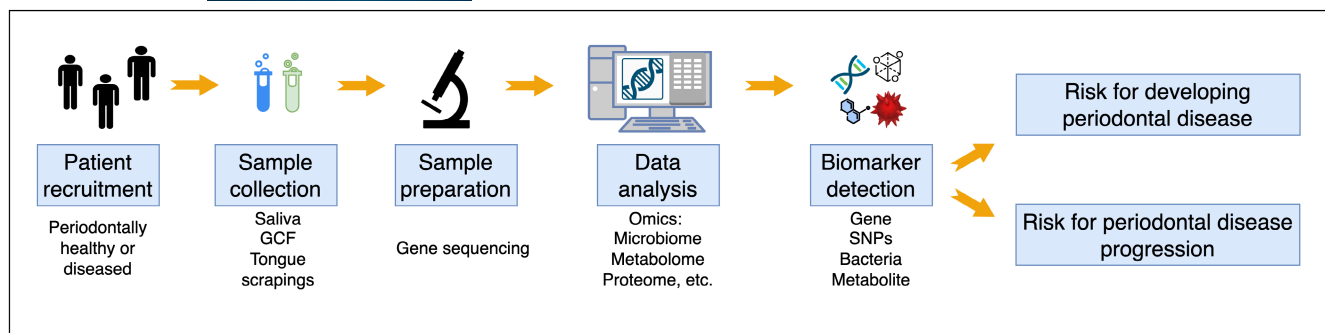 Patient
recruitment
Periodontally
healthy or
diseased
Sample
collection
Saliva
GCF
Tongue
scrapings
Sample
preparation
Gene sequencing
Data
analysis
Omics:
Microbiome
Metabolome
Proteome, etc.
Biomarker
detection
Gene
SNPs
Bacteria
Metabolite
Risk for developing
periodontal disease
Risk for periodontal disease
progression